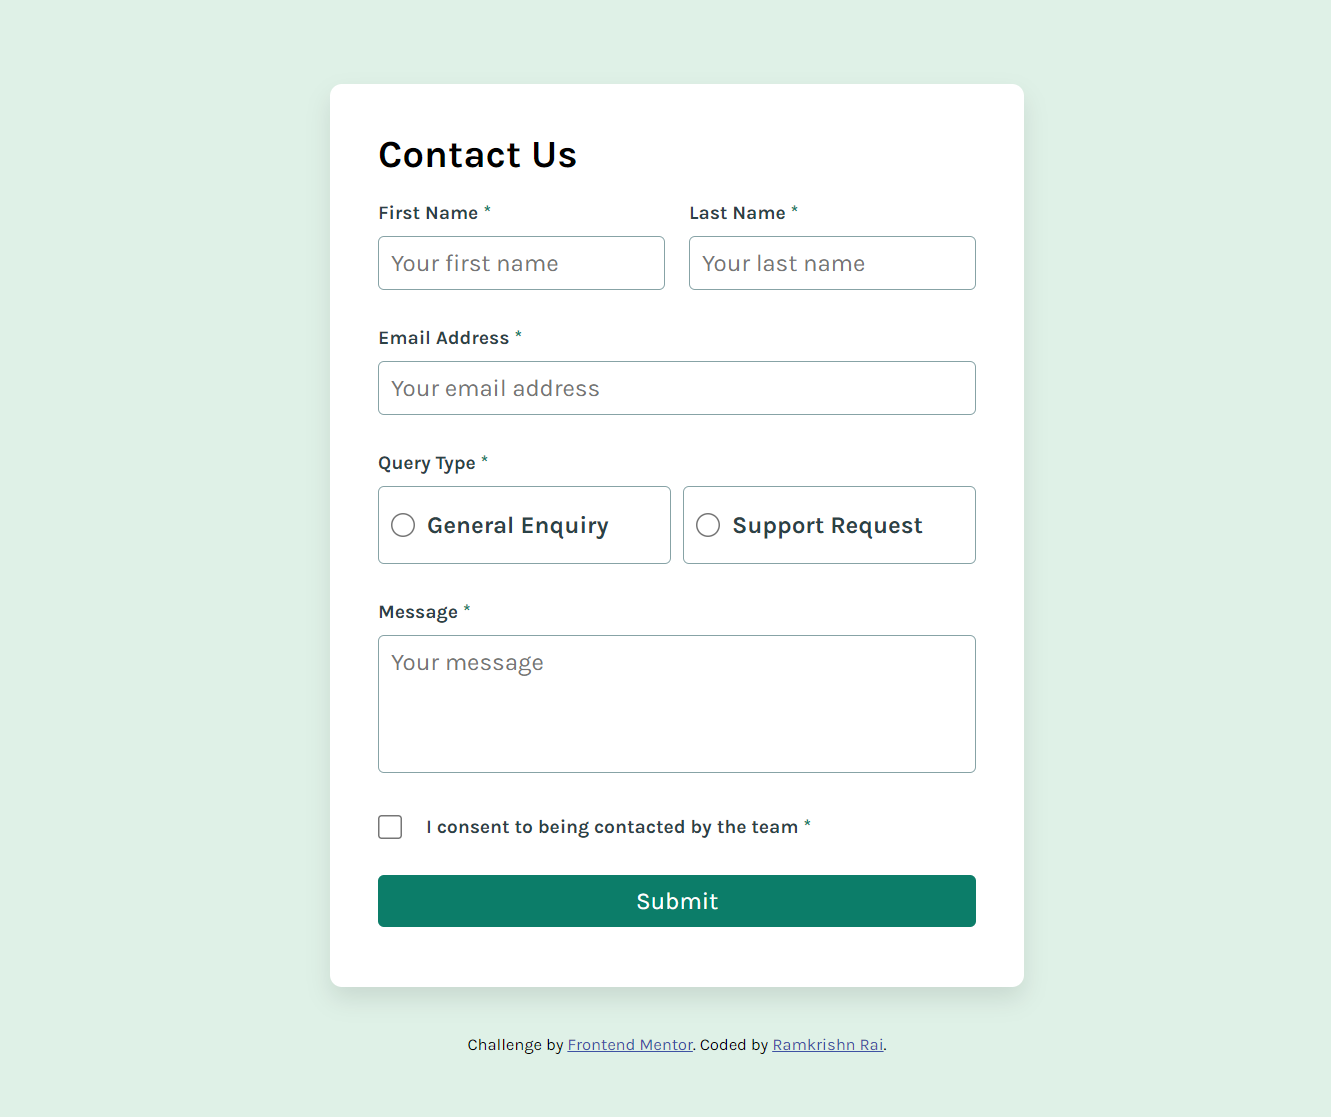 Contact Us
First Name * Last Name *
Your first name Your last name
Email Address *
Your email address
Query Type *
General Enquiry Support Request
Message *
Your message
I consent to being contacted by the team *
Submit
Challenge by Frontend Mentor. Coded by Ramkrishn Rai.